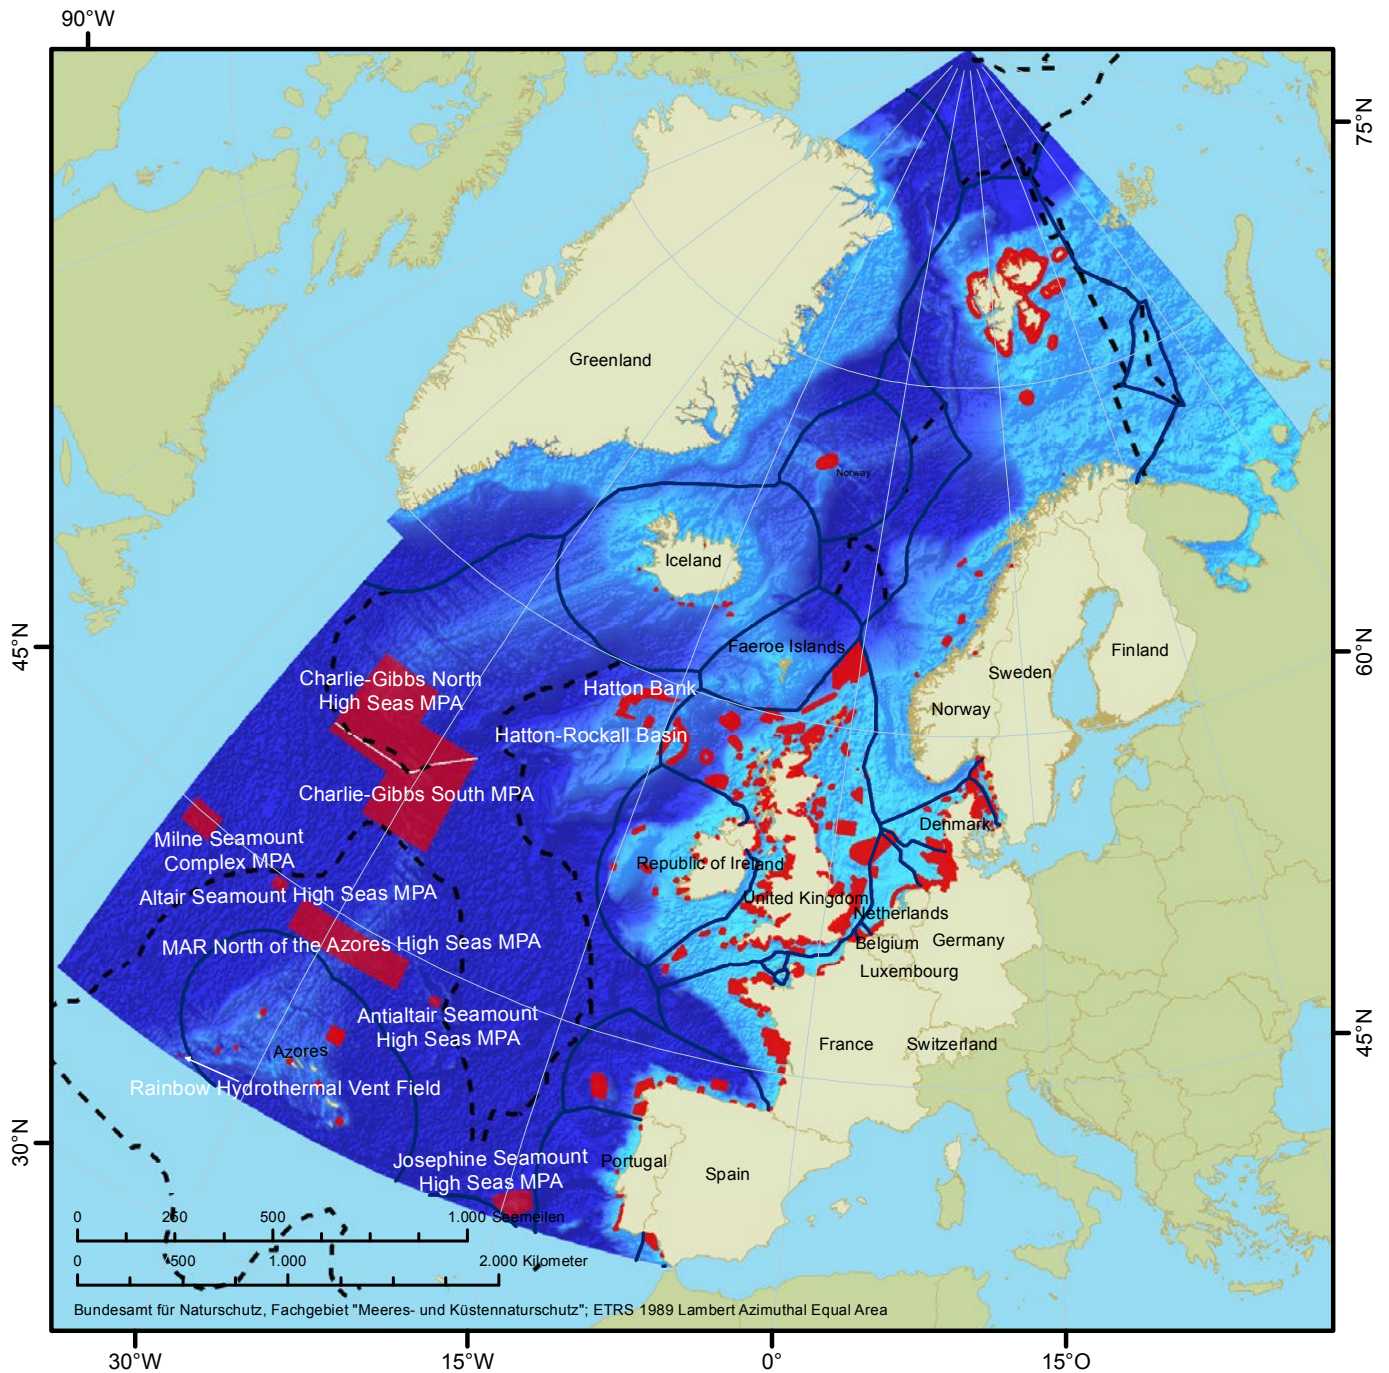 90°W
75°N
Greenland
Norway
Iceland
45°N
60°N
Faeroe Islands
Finland
Sweden
Charlie-Gibbs North
High Seas MPA
Hatton Bank
Norway
Hatton-Rockall Basin
Charlie-Gibbs South MPA
Denmark
Milne Seamount
Complex MPA
Republic of Ireland
Altair Seamount High Seas MPA
United Kingdom
Netherlands
MAR North of the Azores High Seas MPA
Belgium
Germany
Luxembourg
Antialtair Seamount
High Seas MPA
Azores
France
Switzerland
45°N
Rainbow Hydrothermal Vent Field
30°N
Josephine Seamount
High Seas MPA
Portugal
Spain
0 250 500 1.000 Seemeilen
0 500 1.000 2.000 Kilometer
Bundesamt für Naturschutz, Fachgebiet "Meeres- und Küstennaturschutz"; ETRS 1989 Lambert Azimuthal Equal Area
30°W 15°W 0° 15°O